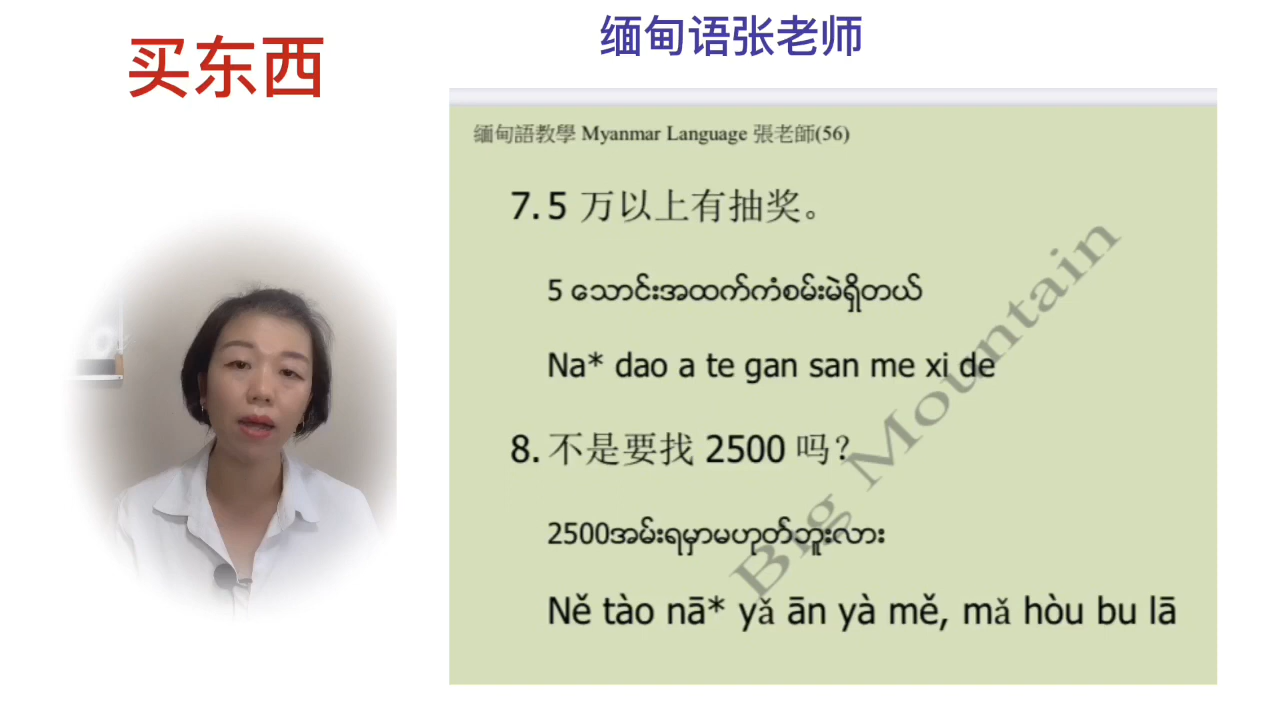 买东西
缅甸语张老师
缅甸語教學 Myanmar Language 張老師(56)
7. 5 万以上有抽奖。
5 သောင်းအထက်ကံစမ်းမဲရှိတယ်
Na* dao a te gan san me xi de
8. 不是要找 2500 吗？
2500အမ်းရမှာမဟုတ်ဘူးလား
Ně tào nā* yǎ ān yà mě, mǎ hòu bu lā
Big Mountain